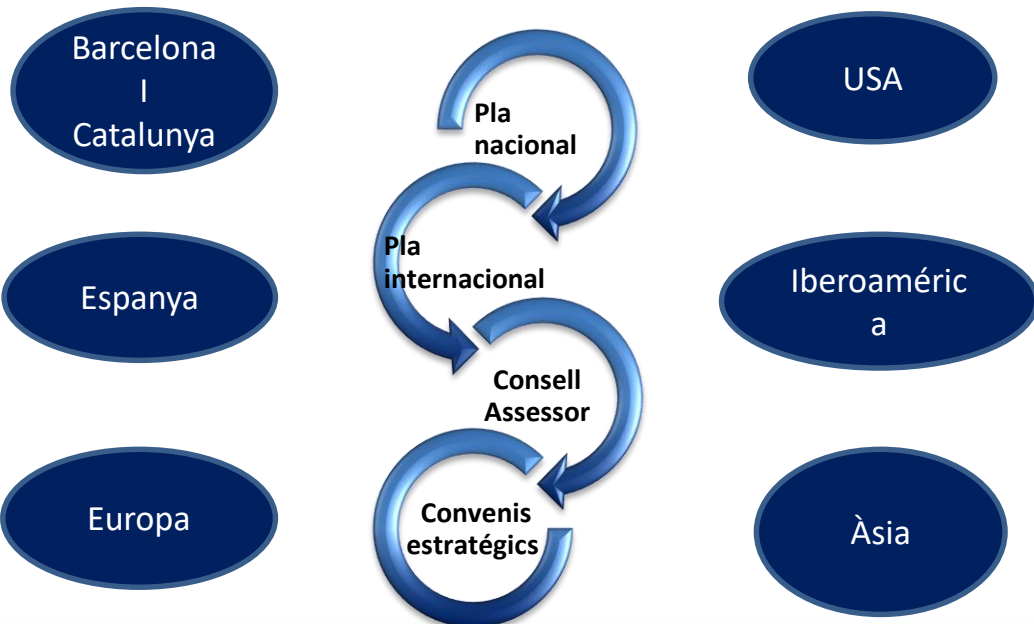 Barcelona
I
Catalunya
Espanya
Europa
Pla
nacional
Pla
internacional
Consell
Assessor
Convenis
estratégics
USA
Iberoaméric
a
Àsia